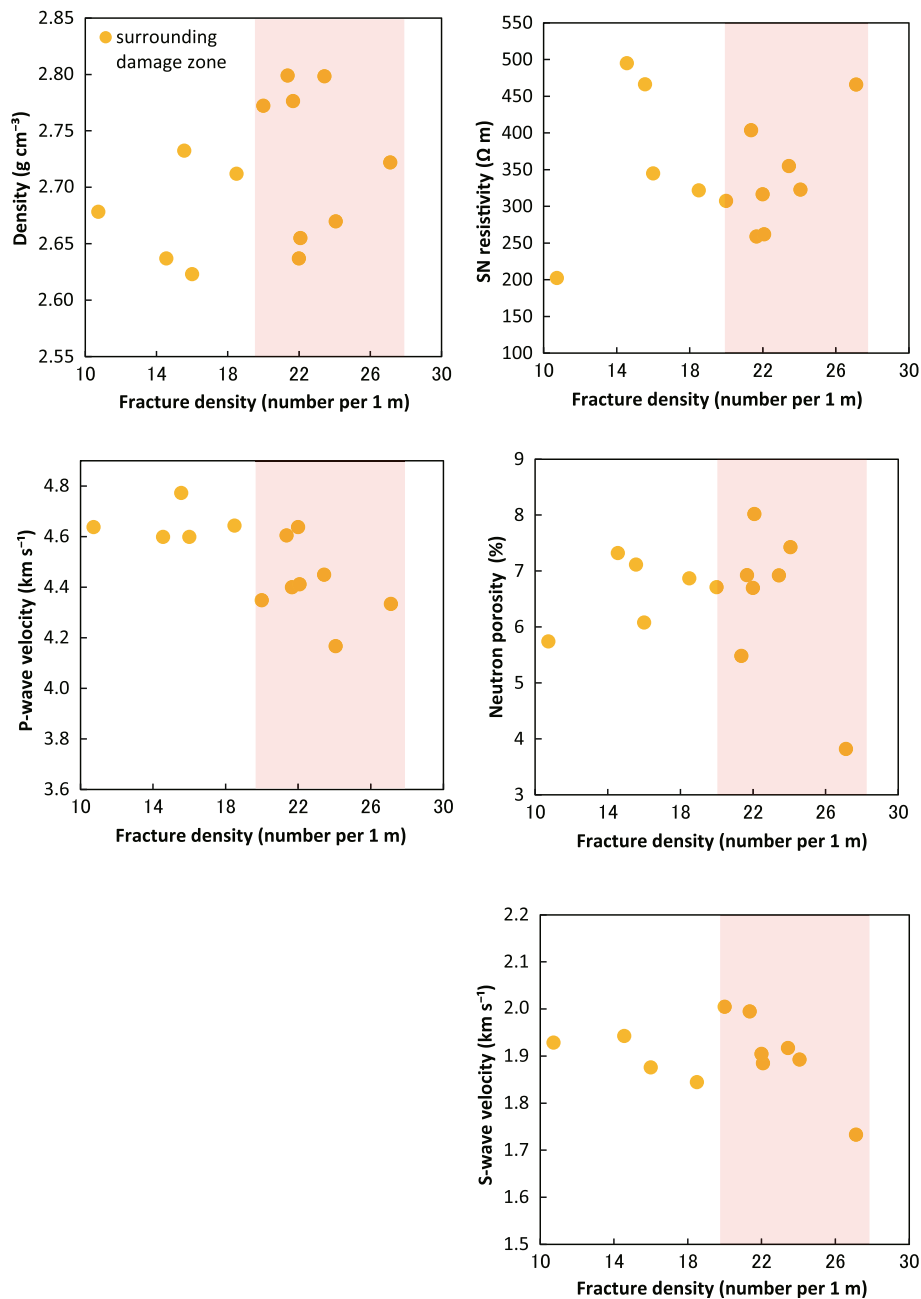 2.85
2.80
2.75
2.70
2.65
2.60
2.55
Density (g cm⁻³)
surrounding
damage zone
10 14 18 22 26 30
Fracture density (number per 1 m)
550
500
450
400
350
300
250
200
150
100
SN resistivity (Ω m)
10 14 18 22 26 30
Fracture density (number per 1 m)
4.8
4.6
4.4
4.2
4.0
3.8
3.6
P-wave velocity (km s⁻¹)
10 14 18 22 26 30
Fracture density (number per 1 m)
9
8
7
6
5
4
3
Neutron porosity (%)
10 14 18 22 26 30
Fracture density (number per 1 m)
2.2
2.1
2.0
1.9
1.8
1.7
1.6
1.5
S-wave velocity (km s⁻¹)
10 14 18 22 26 30
Fracture density (number per 1 m)